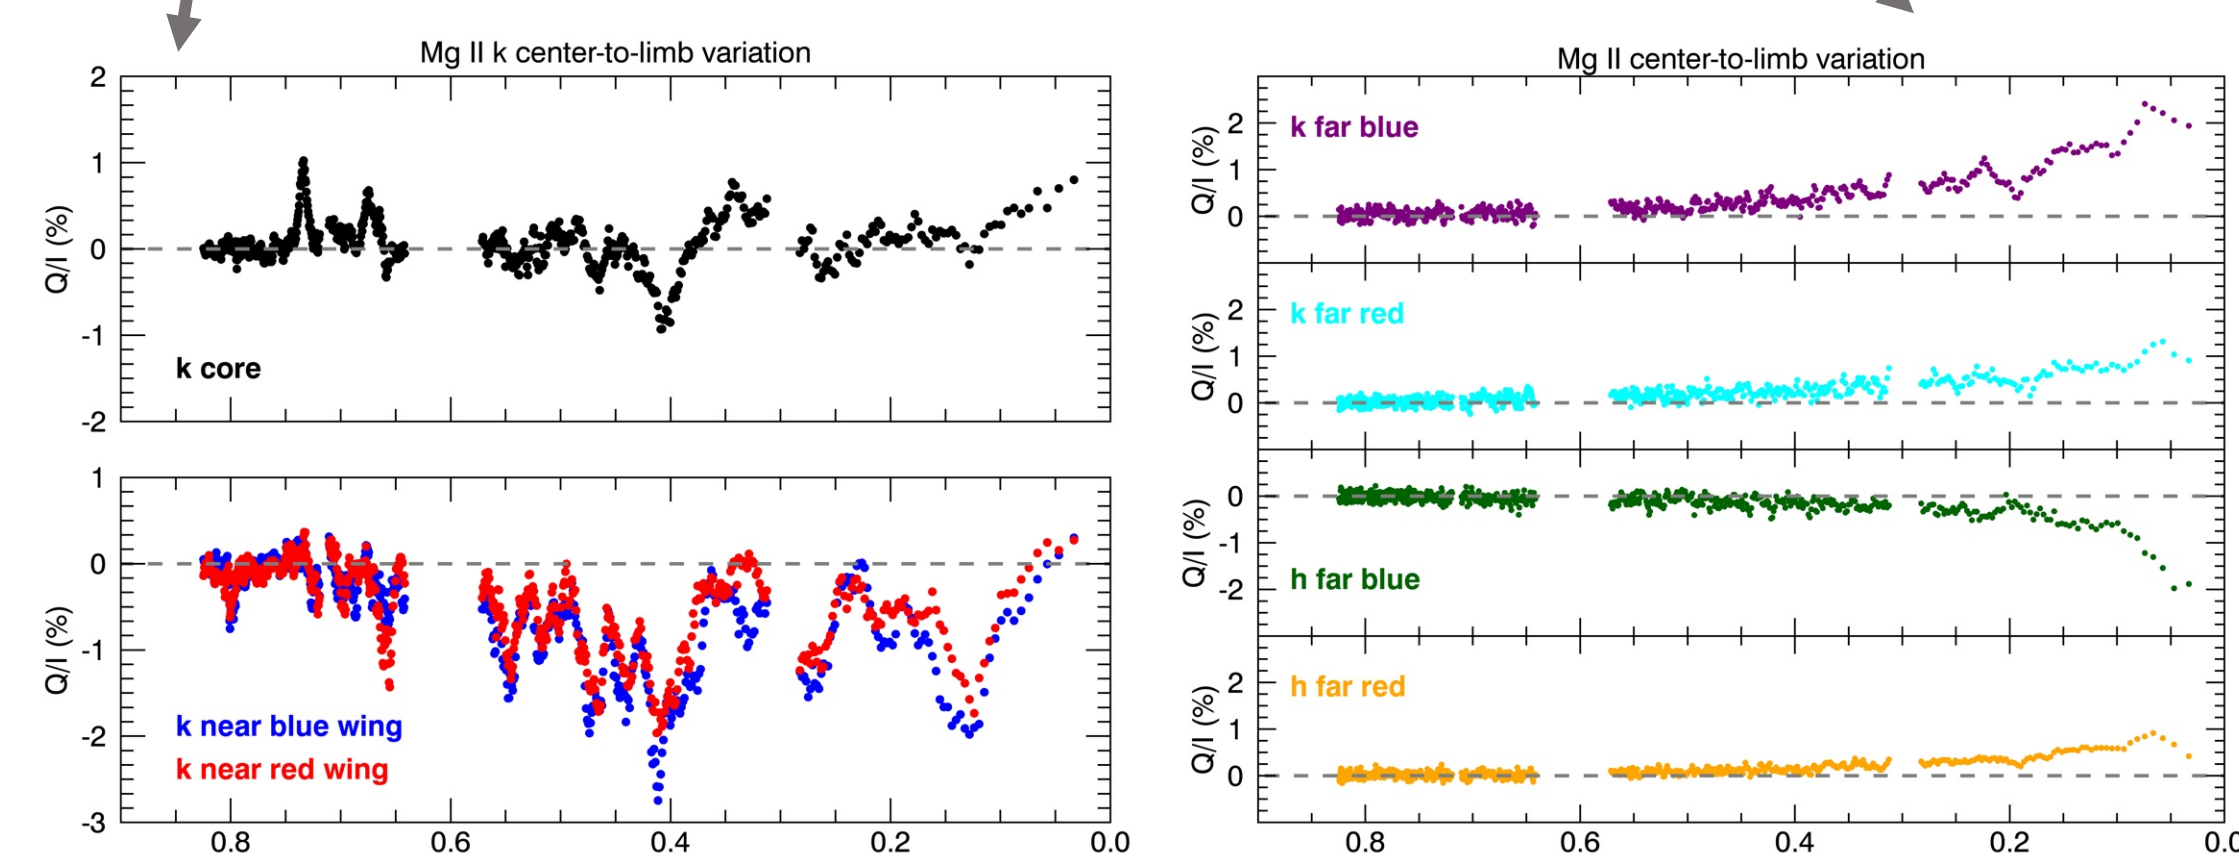 Mg II k center-to-limb variation
2
1
0
-1
-2
Q/I (%)
k core
1
0
-1
-2
-3
Q/I (%)
k near blue wing
k near red wing
0.8 0.6 0.4 0.2 0.0
Mg II center-to-limb variation
2
1
0
Q/I (%)
k far blue
2
1
0
Q/I (%)
k far red
0
-1
-2
Q/I (%)
h far blue
2
1
0
Q/I (%)
h far red
0.8 0.6 0.4 0.2 0.0